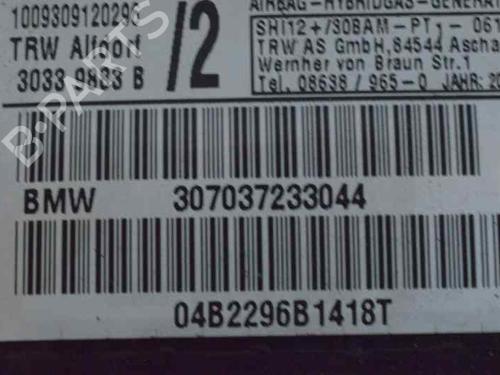 1009309120296
TRW Alfdorf
3033 9833 B
/2
AIRBAG-HYBRIDGAS-GENERAT
SHI12+/30BAM-PT1-061
TRW AS GmbH, 84544 Ascha
Wernher von Braun Str.1
Tel. 08638/965-0 JAHR: 20
BMW 307037233044
04B2296B1418T
B-PARTS